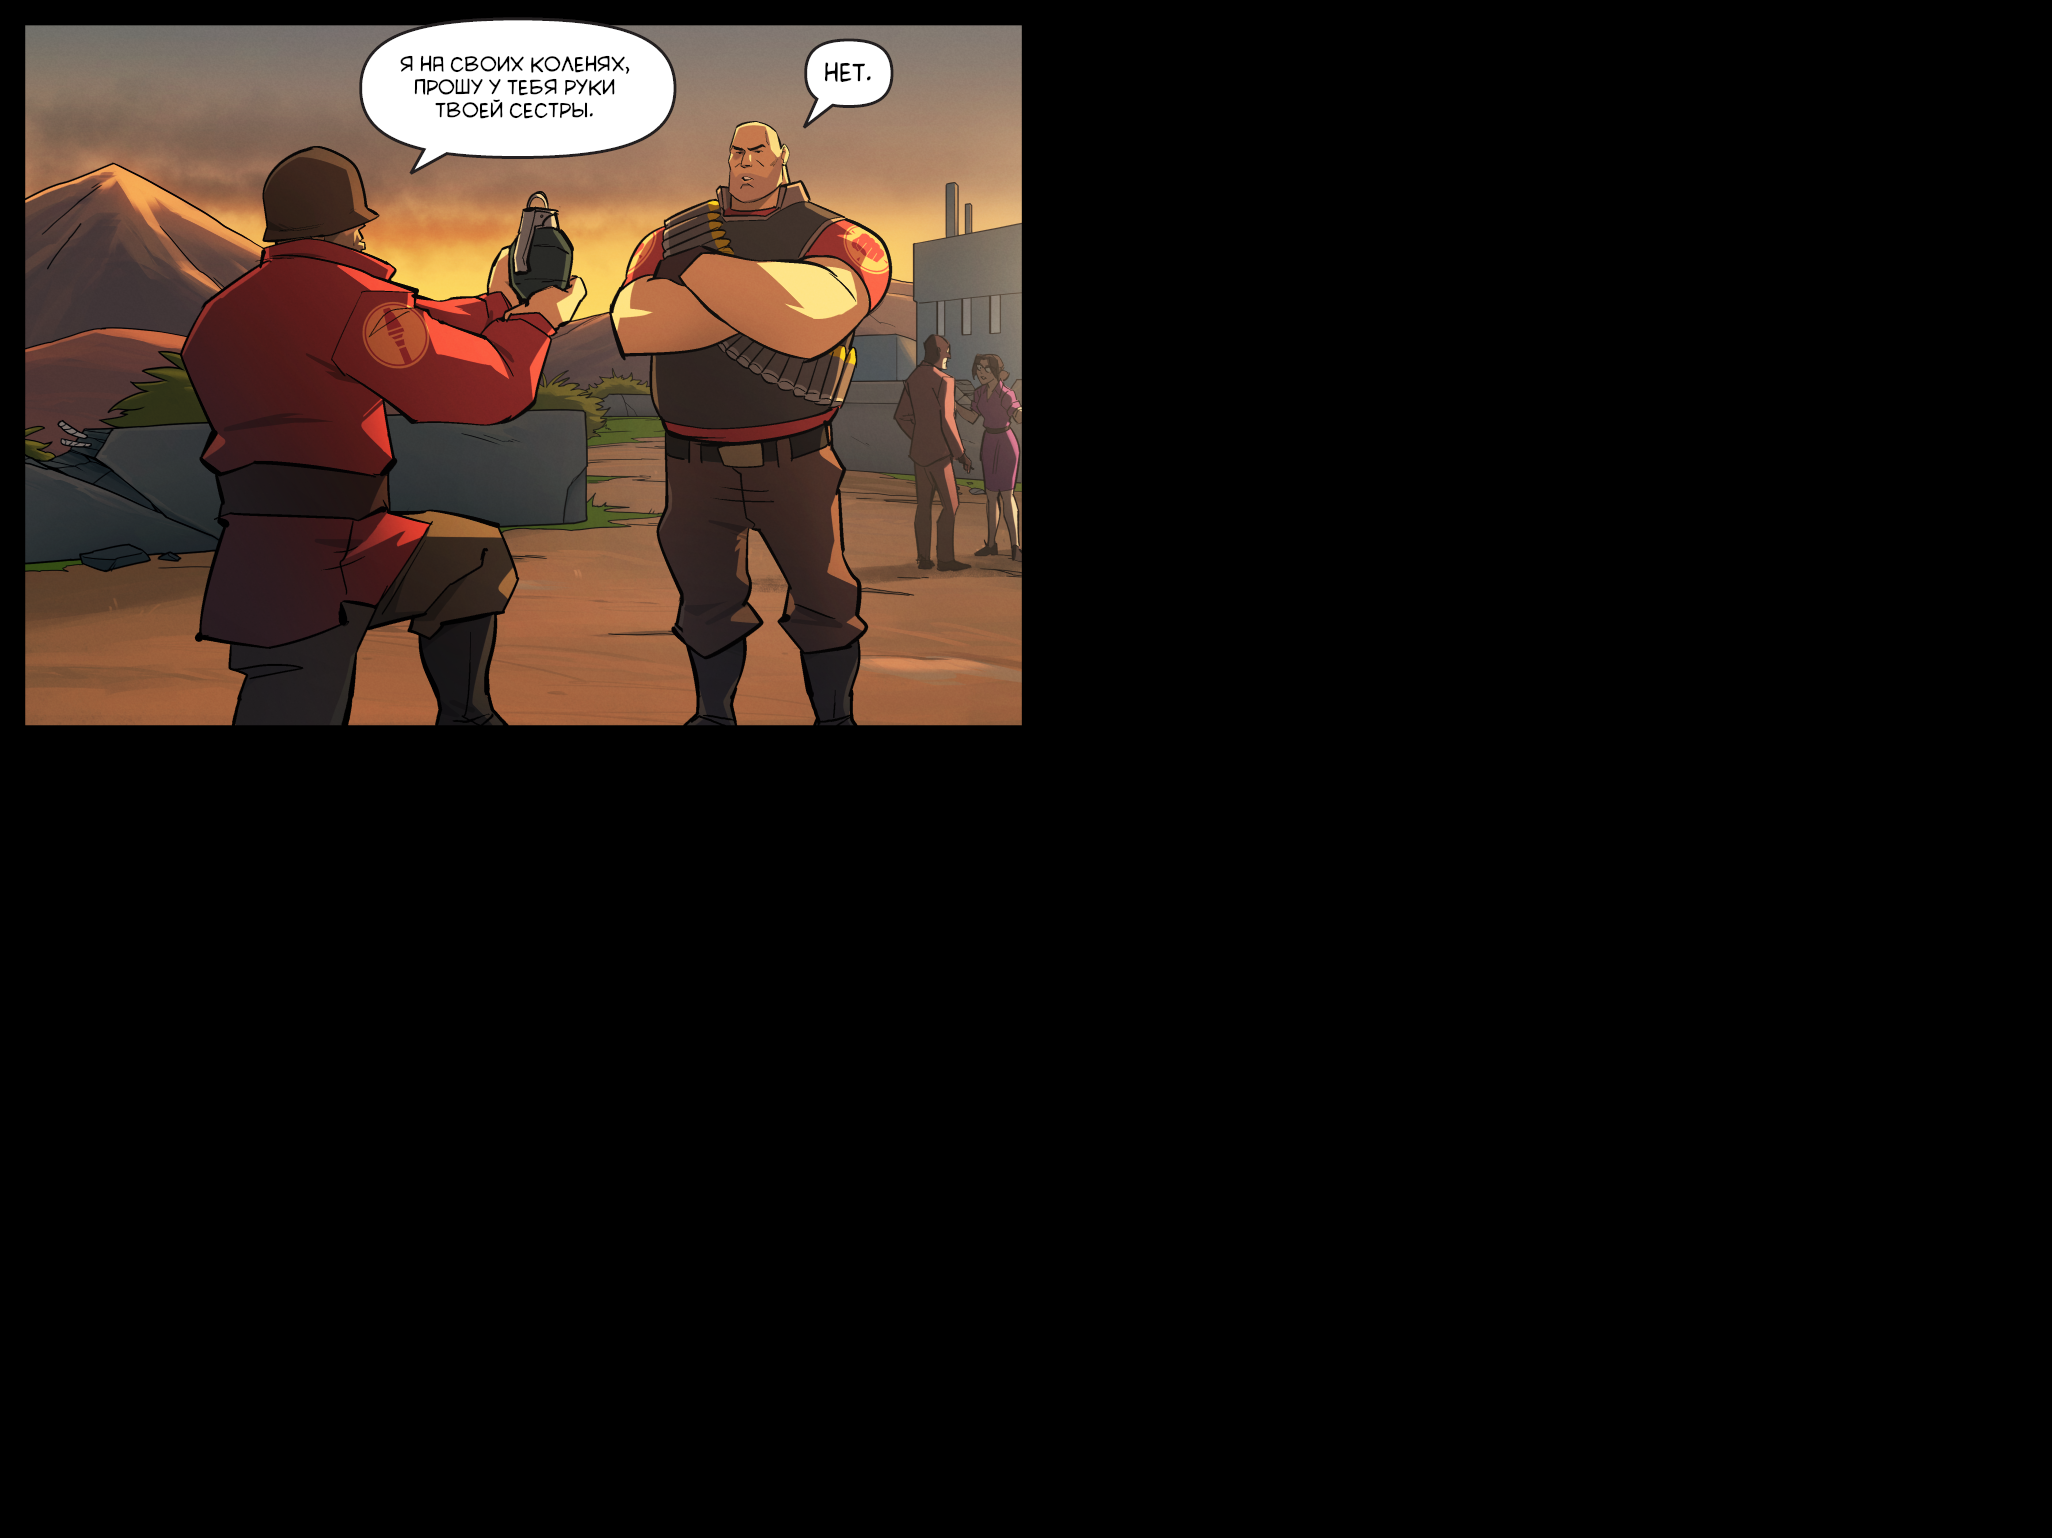 Я НА СВОИХ КОЛЕНЯХ,
ПРОШУ У ТЕБЯ РУКИ
ТВОЕЙ СЕСТРЫ.
НЕТ.